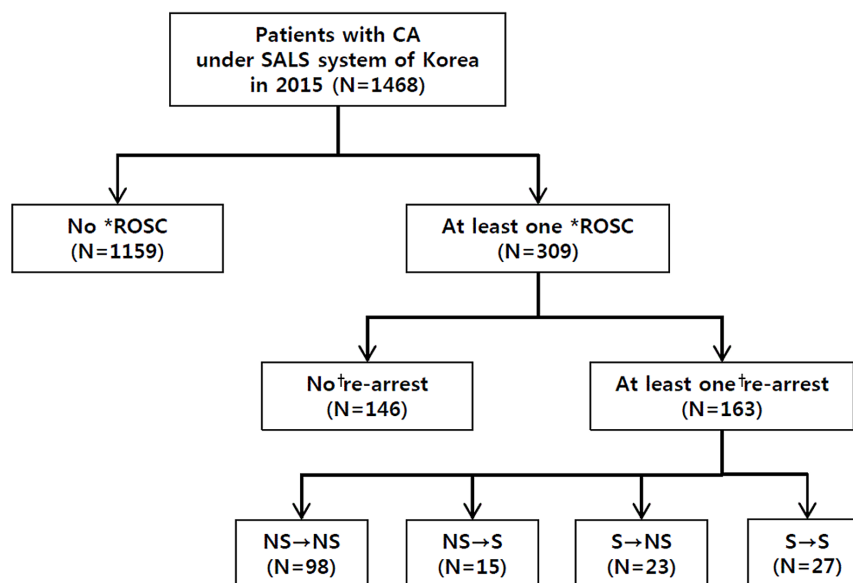 Patients with CA
under SALS system of Korea
in 2015 (N=1468)
No *ROSC
(N=1159)
At least one *ROSC
(N=309)
No†re-arrest
(N=146)
At least one†re-arrest
(N=163)
NS→NS
(N=98)
NS→S
(N=15)
S→NS
(N=23)
S→S
(N=27)